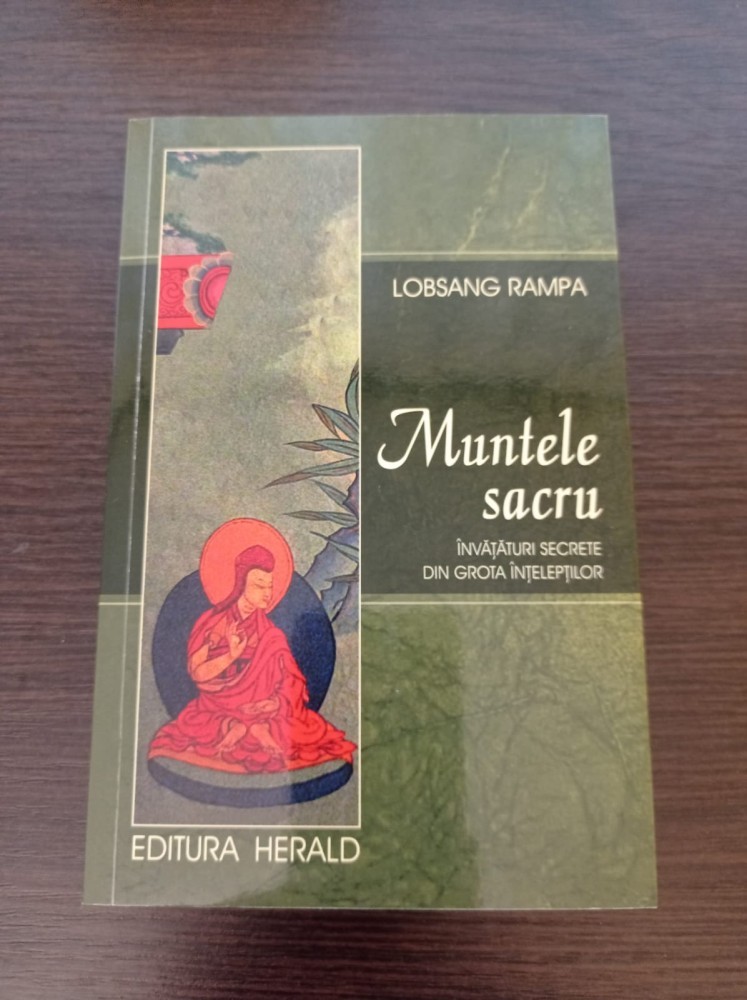 LOBSANG RAMPA
Muntele
sacru
ÎNVĂȚĂTURI SECRETE
DIN GROTA ÎNȚELEPȚILOR
EDITURA HERALD